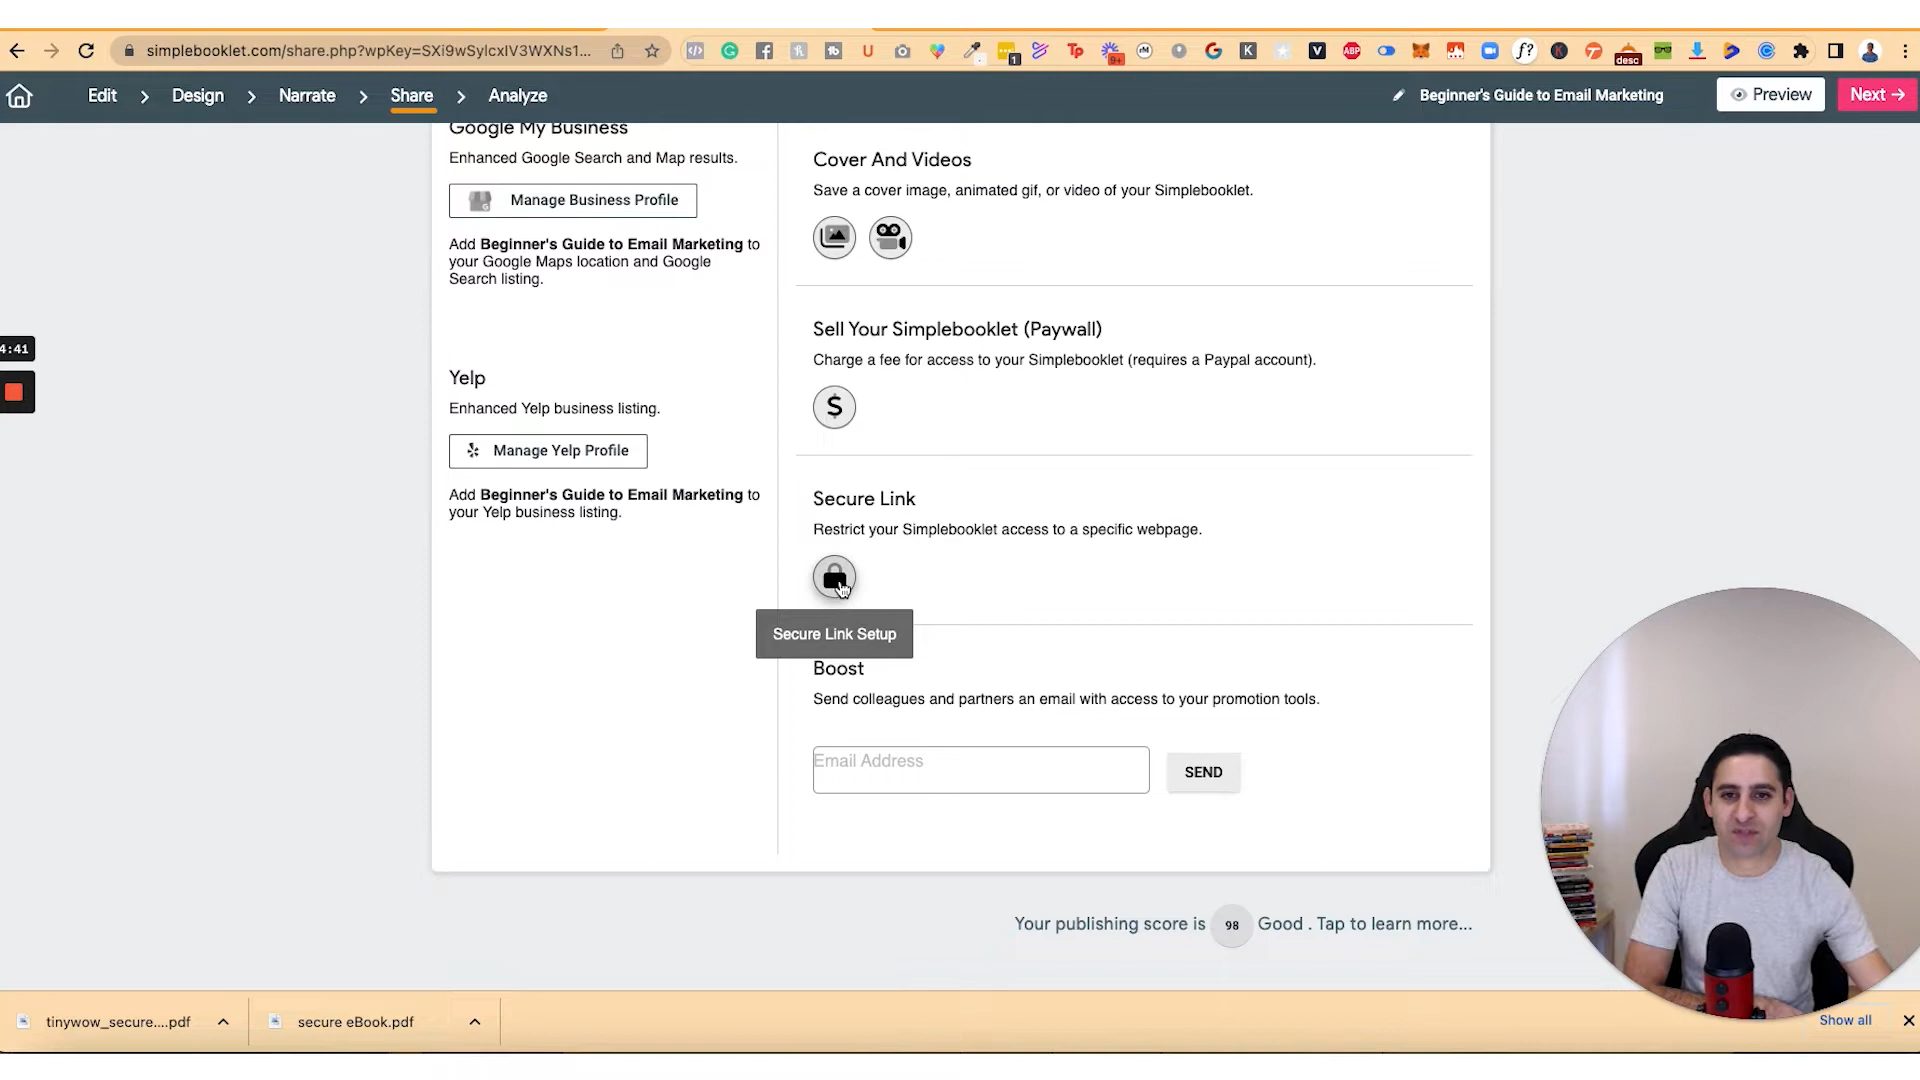 simplebooklet.com/share.php?wpKey=SXi9wSylcxIV3WXNs1...
1
9+
ABP
desc
Edit
Design
Narrate
Share
Analyze
Beginner's Guide to Email Marketing
Preview
Next →
Google My Business
Enhanced Google Search and Map results.
Manage Business Profile
Add Beginner's Guide to Email Marketing to
your Google Maps location and Google
Search listing.
Yelp
Enhanced Yelp business listing.
Manage Yelp Profile
Add Beginner's Guide to Email Marketing to
your Yelp business listing.
Cover And Videos
Save a cover image, animated gif, or video of your Simplebooklet.
Sell Your Simplebooklet (Paywall)
Charge a fee for access to your Simplebooklet (requires a Paypal account).
$
Secure Link
Restrict your Simplebooklet access to a specific webpage.
Secure Link Setup
Boost
Send colleagues and partners an email with access to your promotion tools.
Email Address
SEND
4:41
Your publishing score is 98 Good . Tap to learn more...
tinywow_secure....pdf
secure eBook.pdf
Show all